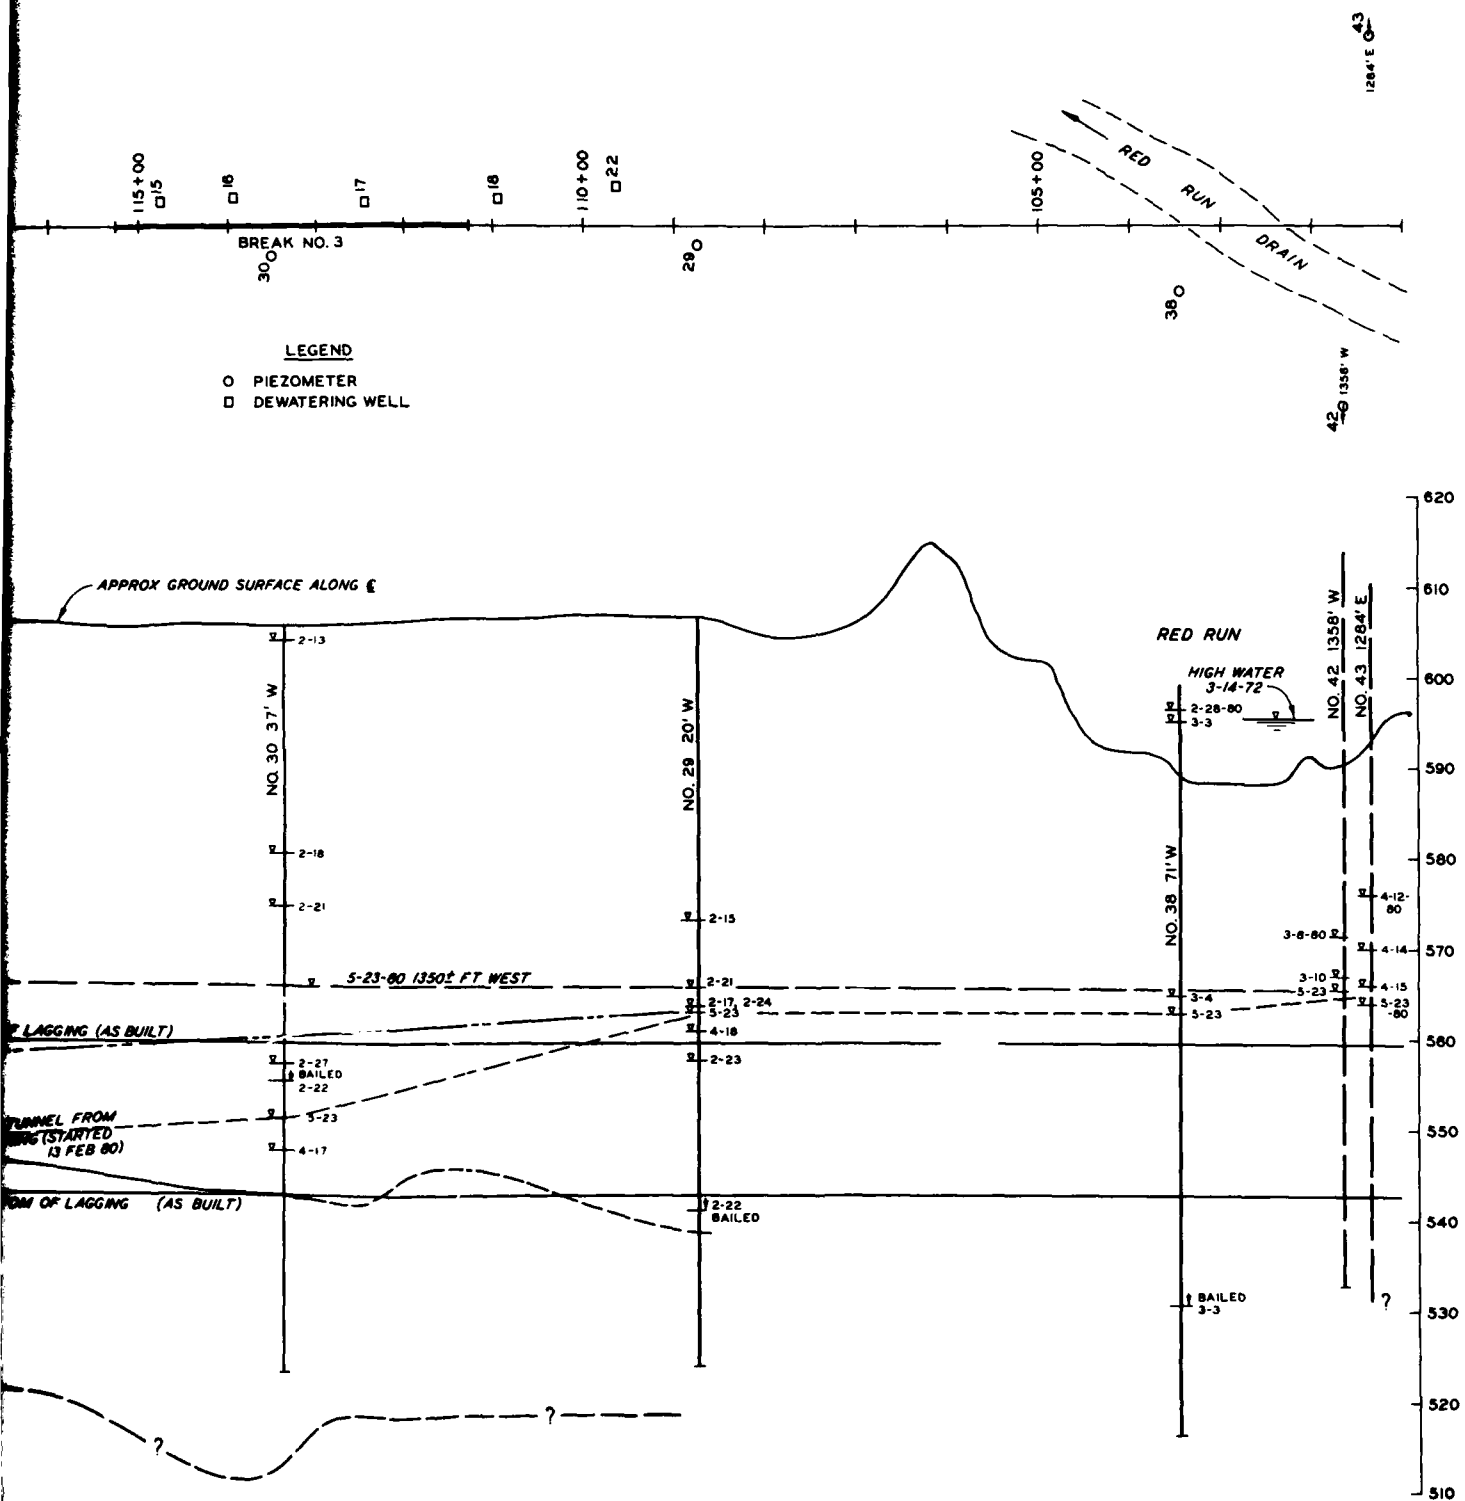 43
1284' E
115+00
15
16
17
18
110+00
22
105+00
RED RUN DRAIN
BREAK NO. 3
30
29
38
LEGEND
PIEZOMETER
DEWATERING WELL
1358' W
42
620
APPROX GROUND SURFACE ALONG ℄
610
2-13
RED RUN
NO. 42 1358' W
NO. 43 1284' E
HIGH WATER
3-14-72
600
2-28-80
3-3
NO. 30 37' W
NO. 29 20' W
590
2-18
580
NO. 38 71' W
2-21
2-15
4-12-
80
3-8-80
4-14
570
5-23-80 1350± FT WEST
2-21
3-10
4-15
5-23
3-4
2-17, 2-24
5-23
5-23
5-23
-80
LAGGING (AS BUILT)
4-18
560
2-27
BAILED
2-22
2-23
5-23
TUNNEL FROM
(STARTED
13 FEB 80)
550
4-17
OM OF LAGGING (AS BUILT)
2-22
BAILED
540
BAILED
3-3
?
530
520
?
?
510